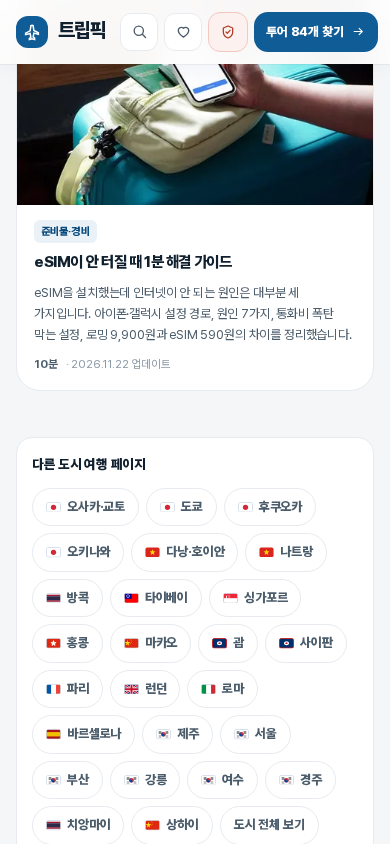 트립픽
투어 84개 찾기 →
준비물·경비
eSIM이 안 터질 때 1분 해결 가이드
eSIM을 설치했는데 인터넷이 안 되는 원인은 대부분 세
가지입니다. 아이폰·갤럭시 설정 경로, 원인 7가지, 통화비 폭탄
막는 설정, 로밍 9,900원과 eSIM 590원의 차이를 정리했습니다.
10분 · 2026.11.22 업데이트
다른 도시 여행 페이지
오사카·교토 도쿄 후쿠오카
오키나와 다낭·호이안 나트랑
방콕 타이베이 싱가포르
홍콩 마카오 괌 사이판
파리 런던 로마
바르셀로나 제주 서울
부산 강릉 여수 경주
치앙마이 상하이 도시 전체 보기